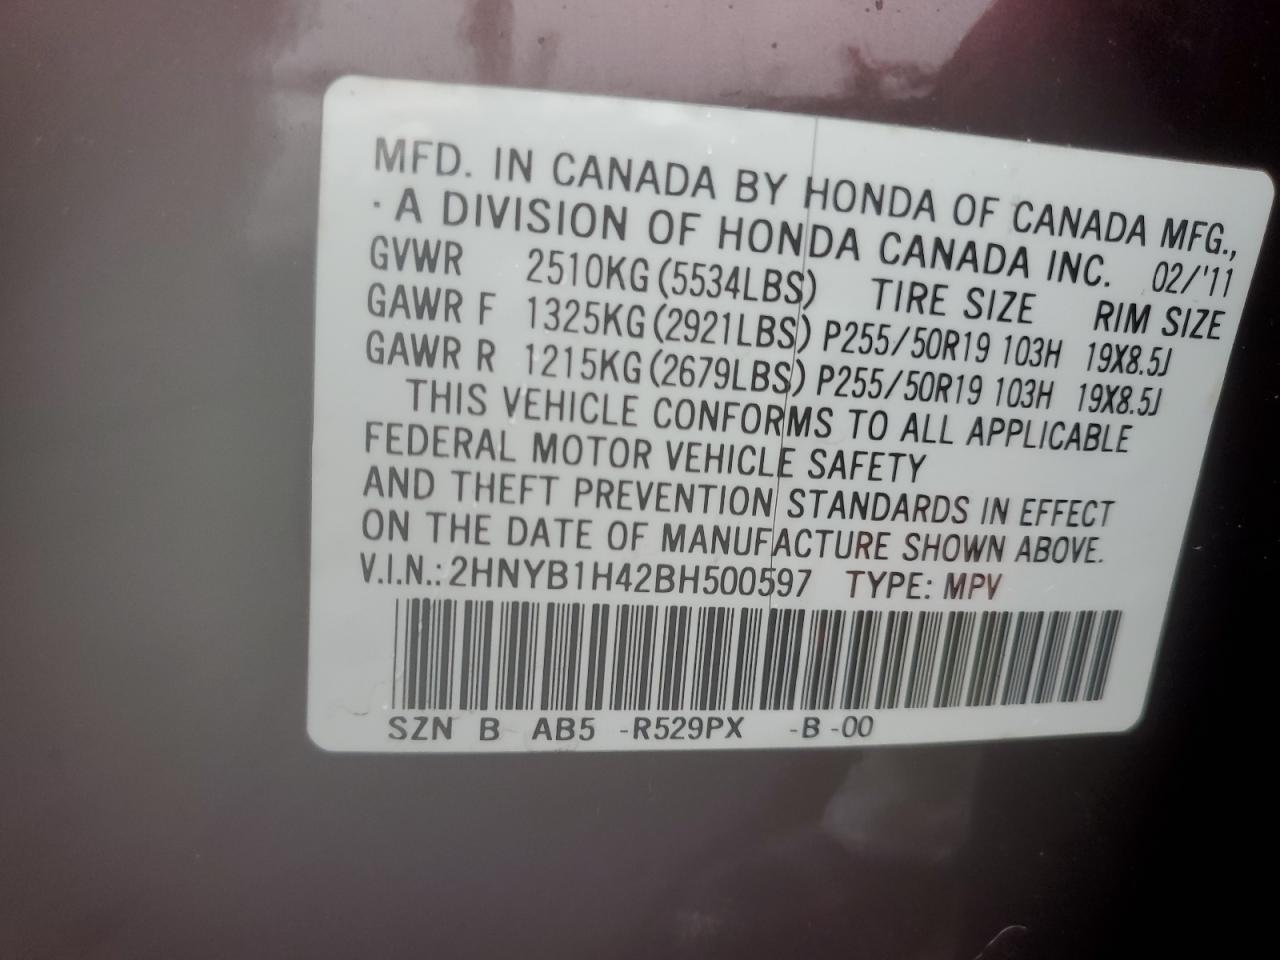 MFD. IN CANADA BY HONDA OF CANADA MFG.,
· A DIVISION OF HONDA CANADA INC. 02/'11
GVWR 2510KG (5534LBS) TIRE SIZE RIM SIZE
GAWR F 1325KG (2921LBS) P255/50R19 103H 19X8.5J
GAWR R 1215KG (2679LBS) P255/50R19 103H 19X8.5J
THIS VEHICLE CONFORMS TO ALL APPLICABLE
FEDERAL MOTOR VEHICLE SAFETY
AND THEFT PREVENTION STANDARDS IN EFFECT
ON THE DATE OF MANUFACTURE SHOWN ABOVE.
V.I.N.: 2HNYB1H42BH500597 TYPE: MPV
SZN B AB5 -R529PX -B -00